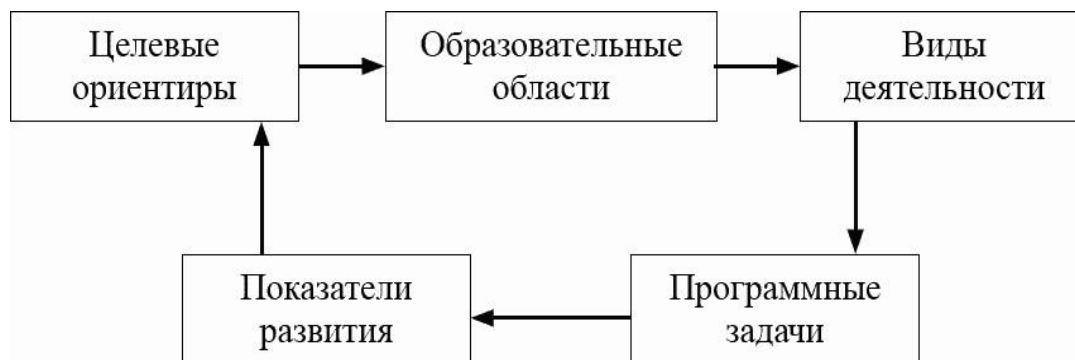 Целевые
ориентиры
Образовательные
области
Виды
деятельности
Показатели
развития
Программные
задачи